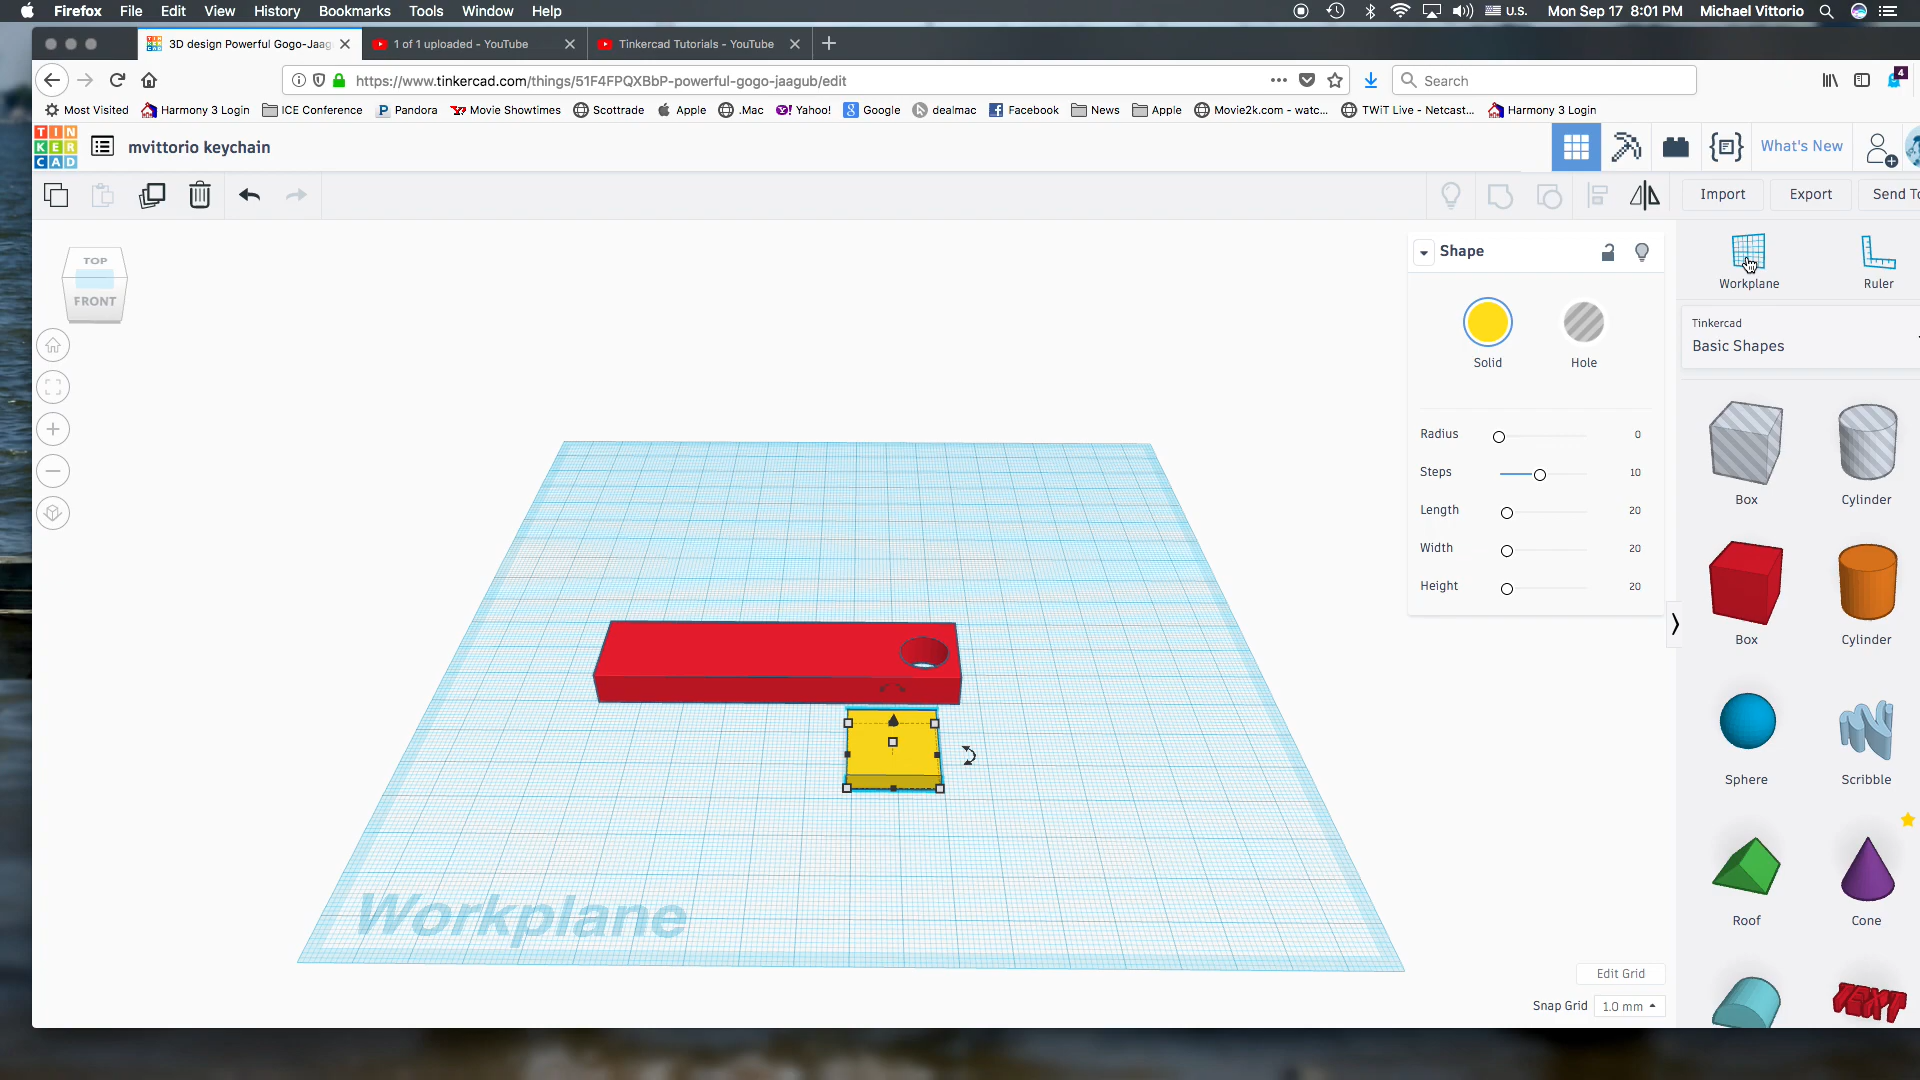 Firefox File Edit View History Bookmarks Tools Window Help U.S. Mon Sep 17 8:01 PM Michael Vittorio
3D design Powerful Gogo-Jaag 1 of 1 uploaded - YouTube Tinkercad Tutorials - YouTube
https://www.tinkercad.com/things/51F4FPQXBbP-powerful-gogo-jaagub/edit Search 4
Most Visited Harmony 3 Login ICE Conference Pandora Movie Showtimes Scottrade Apple .Mac Yahoo! Google dealmac Facebook News Apple Movie2k.com - watc... TWiT Live - Netcast... Harmony 3 Login
TIN
KER
CAD
mvittorio keychain What's New
Import Export Send To
TOP
FRONT
Shape
Workplane Ruler
Solid Hole
Tinkercad
Basic Shapes
Radius 0
Steps 10
Length 20
Width 20
Height 20
Box Cylinder
Box Cylinder
Sphere Scribble
Roof Cone
TEXT
Workplane
Edit Grid
Snap Grid 1.0 mm